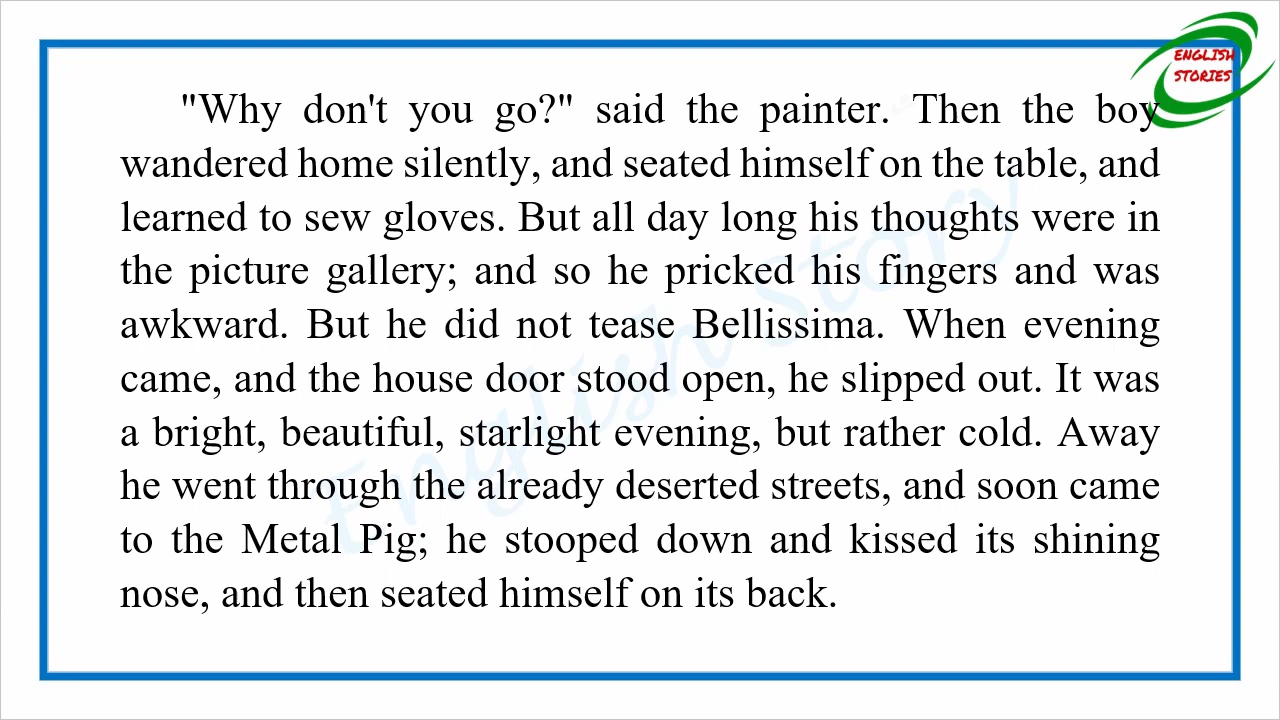 ENGLISH
STORIES
"Why don't you go?" said the painter. Then the boy
wandered home silently, and seated himself on the table, and
learned to sew gloves. But all day long his thoughts were in
the picture gallery; and so he pricked his fingers and was
awkward. But he did not tease Bellissima. When evening
came, and the house door stood open, he slipped out. It was
a bright, beautiful, starlight evening, but rather cold. Away
he went through the already deserted streets, and soon came
to the Metal Pig; he stooped down and kissed its shining
nose, and then seated himself on its back.
English Story